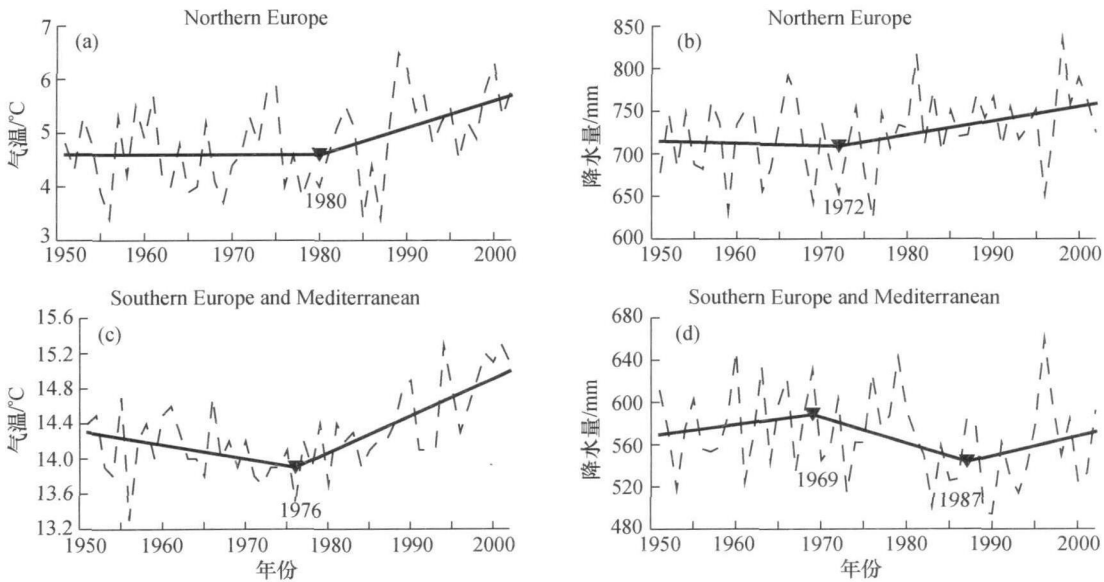 Northern Europe
(a)
气温/℃
7
6
5
4
3
1980
1950 1960 1970 1980 1990 2000
Northern Europe
(b)
降水量/mm
850
800
750
700
650
600
1972
1950 1960 1970 1980 1990 2000
Southern Europe and Mediterranean
(c)
气温/℃
15.6
15.2
14.8
14.4
14.0
13.6
13.2
1976
1950 1960 1970 1980 1990 2000
年份
Southern Europe and Mediterranean
(d)
降水量/mm
680
640
600
560
520
480
1969
1987
1950 1960 1970 1980 1990 2000
年份